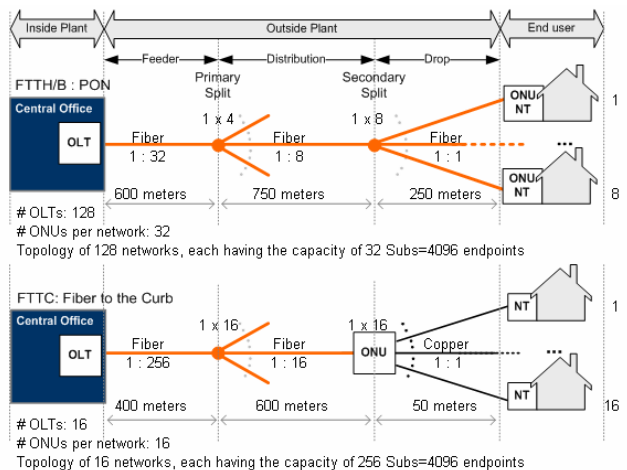 Inside Plant
Outside Plant
End user
Feeder
Distribution
Drop
Primary
Split
Secondary
Split
FTTH/B : PON
Central Office
OLT
1 x 4
1 x 8
Fiber
1 : 32
Fiber
1 : 8
Fiber
1 : 1
ONU
NT
1
...
ONU
NT
8
600 meters
750 meters
250 meters
# OLTs: 128
# ONUs per network: 32
Topology of 128 networks, each having the capacity of 32 Subs=4096 endpoints
FTTC: Fiber to the Curb
Central Office
OLT
1 x 16
1 x 16
Fiber
1 : 256
Fiber
1 : 16
ONU
Copper
1 : 1
NT
1
...
NT
16
400 meters
600 meters
50 meters
# OLTs: 16
# ONUs per network: 16
Topology of 16 networks, each having the capacity of 256 Subs=4096 endpoints